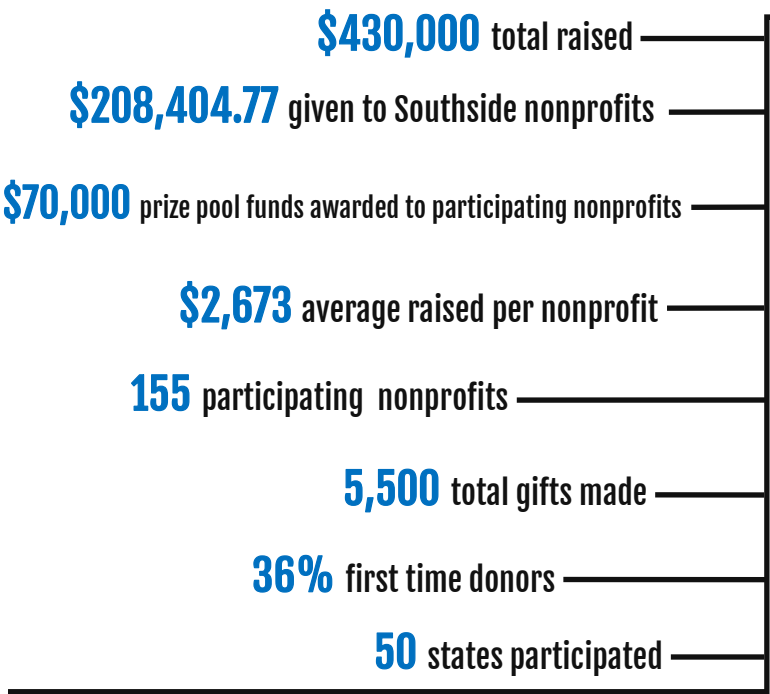 $430,000 total raised
$208,404.77 given to Southside nonprofits
$70,000 prize pool funds awarded to participating nonprofits
$2,673 average raised per nonprofit
155 participating nonprofits
5,500 total gifts made
36% first time donors
50 states participated